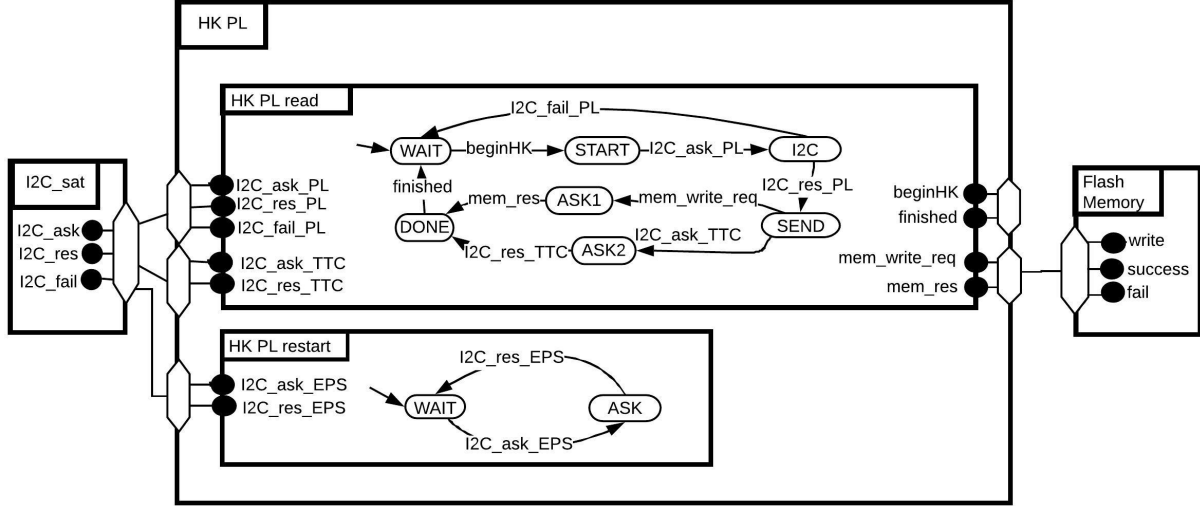 HK PL
HK PL read
I2C_fail_PL
WAIT
beginHK
START
I2C_ask_PL
I2C
I2C_sat
I2C_ask_PL
I2C_res_PL
I2C_fail_PL
finished
I2C_res_PL
beginHK
Flash
Memory
mem_res
ASK1
mem_write_req
finished
I2C_ask
I2C_res
I2C_fail
DONE
SEND
I2C_ask_TTC
I2C_res_TTC
ASK2
write
success
fail
I2C_ask_TTC
I2C_res_TTC
mem_write_req
mem_res
HK PL restart
I2C_res_EPS
I2C_ask_EPS
I2C_res_EPS
WAIT
ASK
I2C_ask_EPS